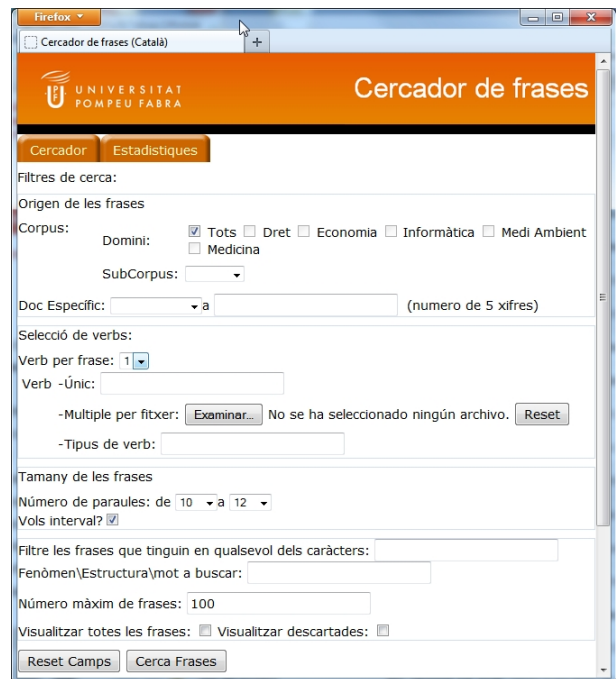 Firefox
Cercador de frases (Català)
UNIVERSITAT
POMPEU FABRA
Cercador de frases
Cercador Estadistiques
Filtres de cerca:
Origen de les frases
Corpus:
Domini: Tots Dret Economia Informàtica Medi Ambient
Medicina
SubCorpus:
Doc Específic: a (numero de 5 xifres)
Selecció de verbs:
Verb per frase: 1
Verb -Únic:
-Multiple per fitxer: Examinar... No se ha seleccionado ningún archivo. Reset
-Tipus de verb:
Tamany de les frases
Número de paraules: de 10 a 12
Vols interval?
Filtre les frases que tinguin en qualsevol dels caràcters:
Fenòmen\Estructura\mot a buscar:
Número màxim de frases: 100
Visualitzar totes les frases: Visualitzar descartades:
Reset Camps Cerca Frases